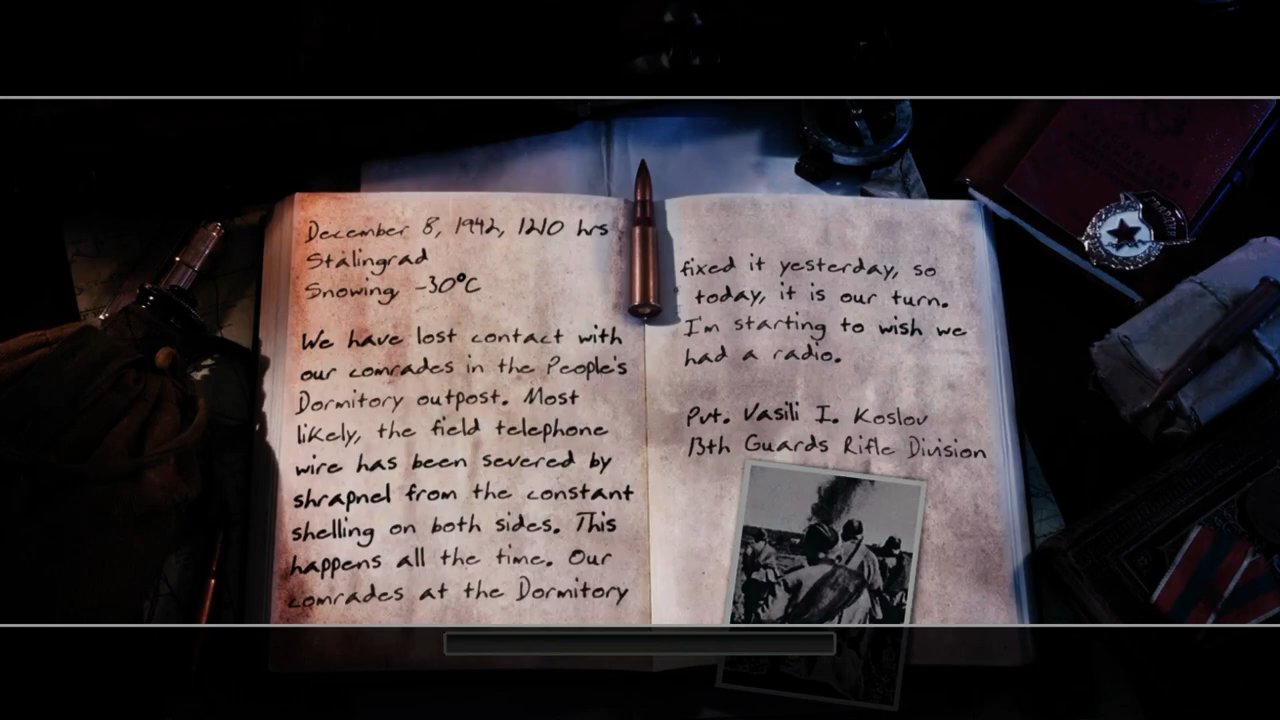 December 8, 1942, 1210 hrs
Stalingrad
Snowing -30°C
We have lost contact with
our comrades in the People's
Dormitory outpost. Most
likely, the field telephone
wire has been severed by
shrapnel from the constant
shelling on both sides. This
happens all the time. Our
comrades at the Dormitory
fixed it yesterday, so
today, it is our turn.
I'm starting to wish we
had a radio.
Pvt. Vasili I. Koslov
13th Guards Rifle Division